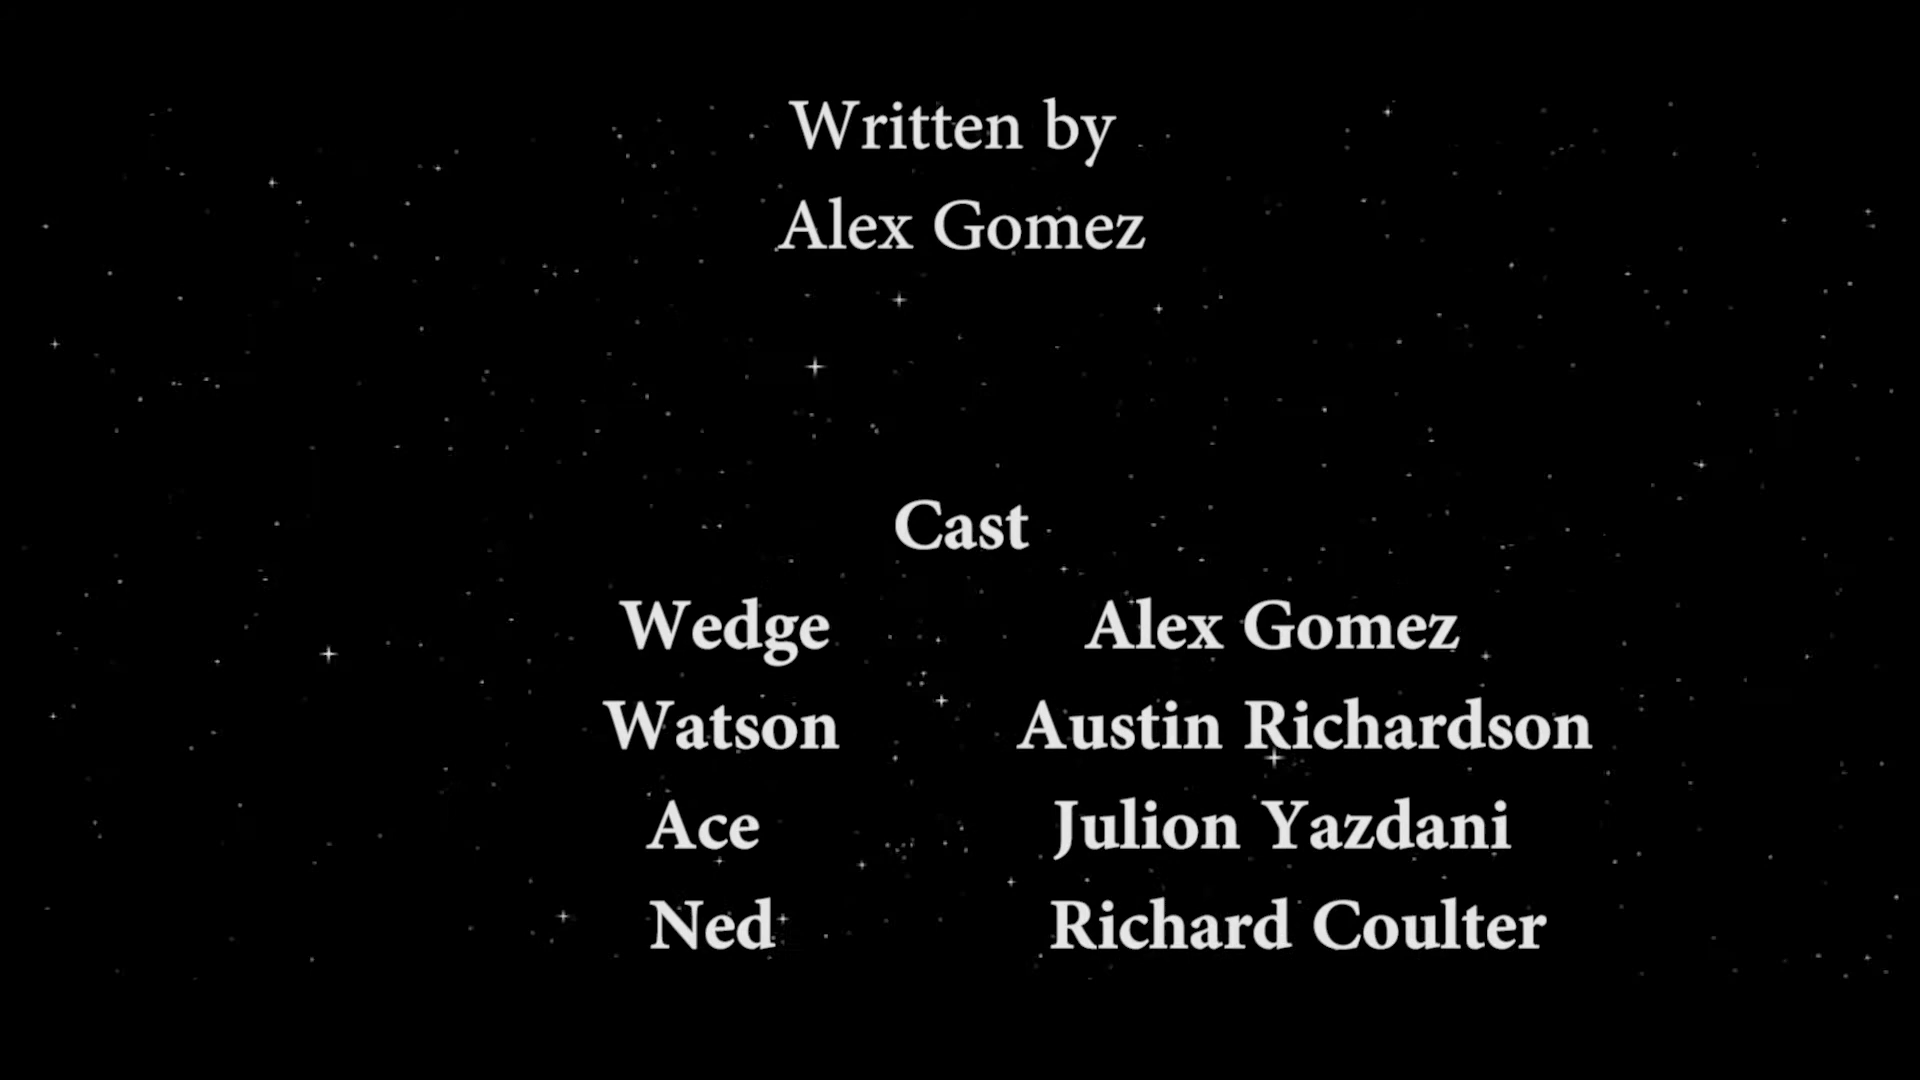 Written by
Alex Gomez
Cast
Wedge Alex Gomez
Watson Austin Richardson
Ace Julion Yazdani
Ned Richard Coulter